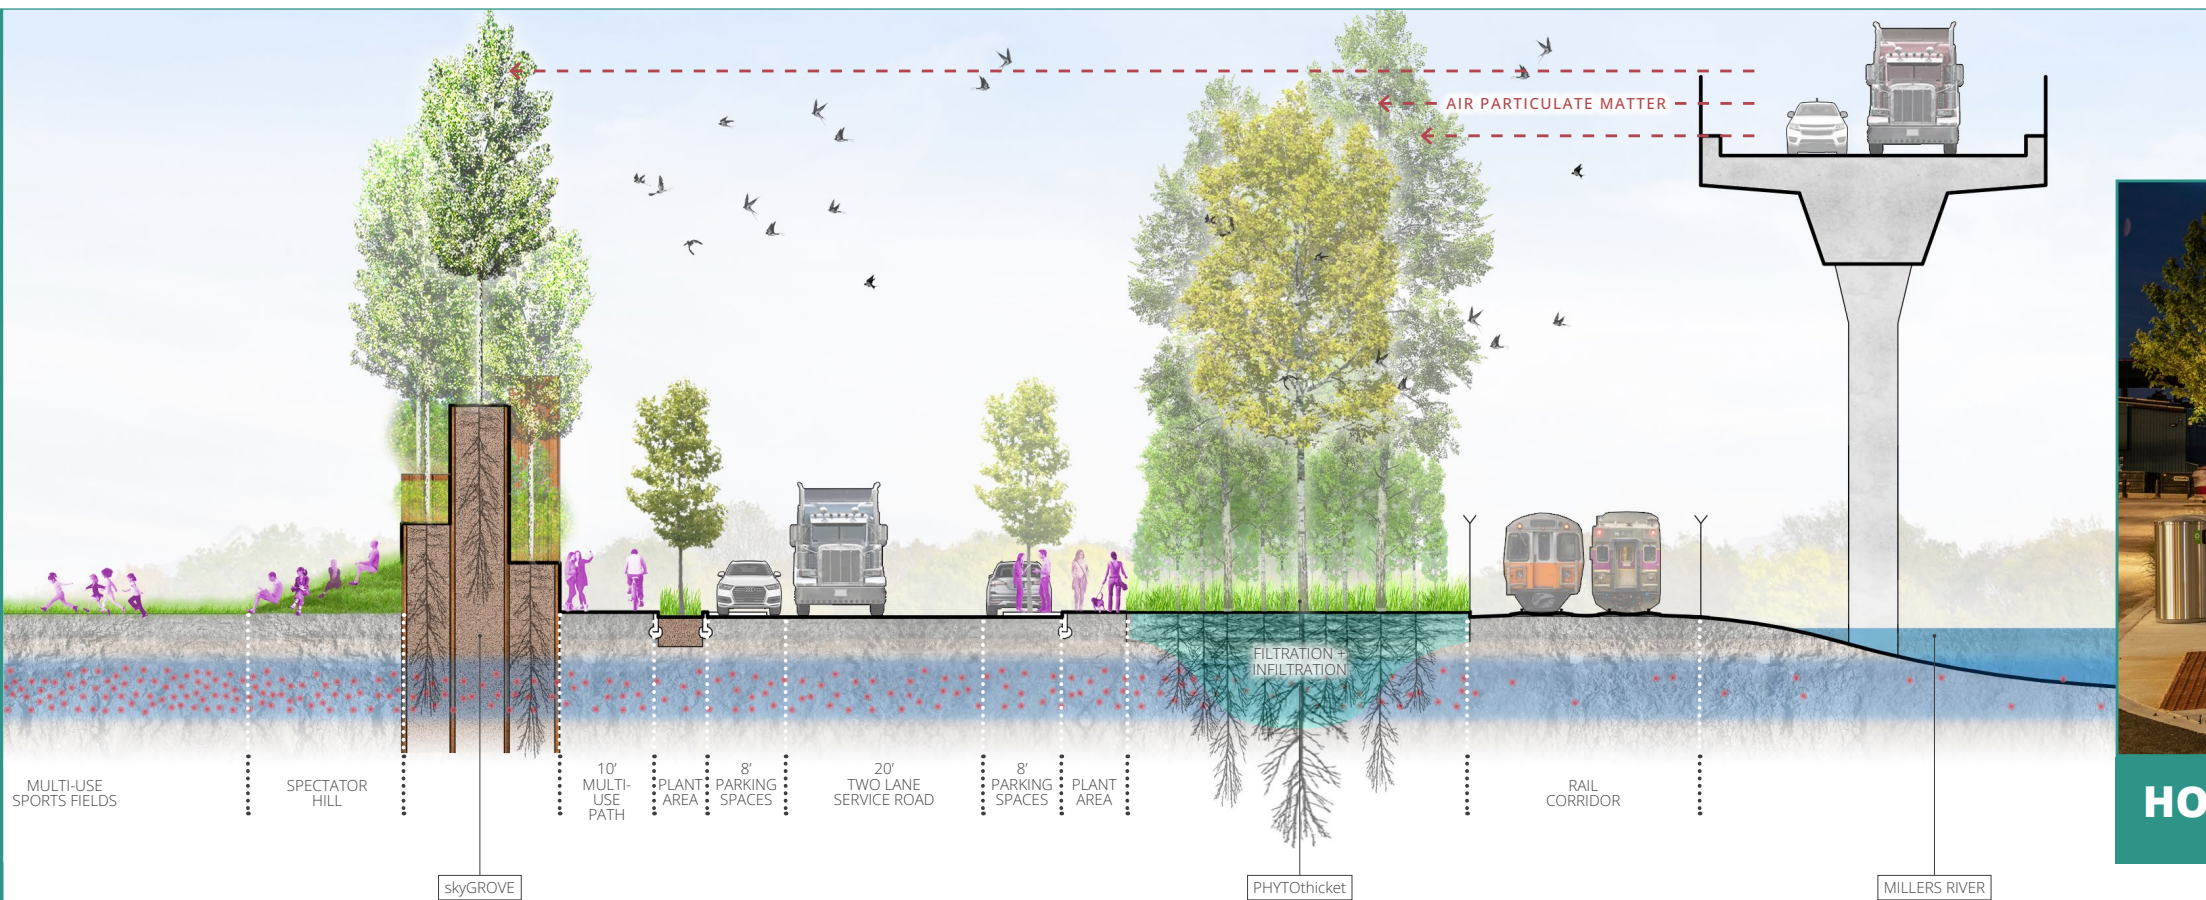 AIR PARTICULATE MATTER
FILTRATION +
INFILTRATION
MULTI-USE
SPORTS FIELDS
SPECTATOR
HILL
10'
MULTI-
USE
PATH
PLANT
AREA
8'
PARKING
SPACES
20'
TWO LANE
SERVICE ROAD
8'
PARKING
SPACES
PLANT
AREA
RAIL
CORRIDOR
HO
skyGROVE
PHYTOthicket
MILLERS RIVER